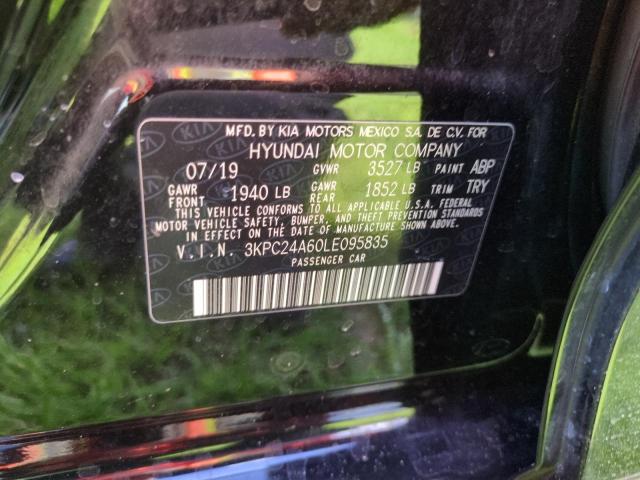 MFD. BY KIA MOTORS MEXICO S.A. DE C.V. FOR
HYUNDAI MOTOR COMPANY
07/19 GVWR 3527 LB PAINT ABP
GAWR FRONT 1940 LB GAWR REAR 1852 LB TRIM TRY
THIS VEHICLE CONFORMS TO ALL APPLICABLE U.S.A. FEDERAL
MOTOR VEHICLE SAFETY, BUMPER, AND THEFT PREVENTION STANDARDS
IN EFFECT ON THE DATE OF MANUFACTURE SHOWN ABOVE.
V.I.N. 3KPC24A60LE095835
PASSENGER CAR